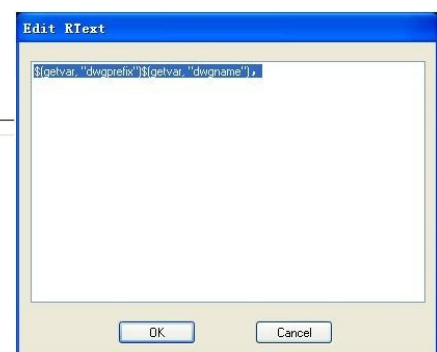 Edit RText
$(getvar, "dwgprefix")$(getvar, "dwgname"),
OK
Cancel